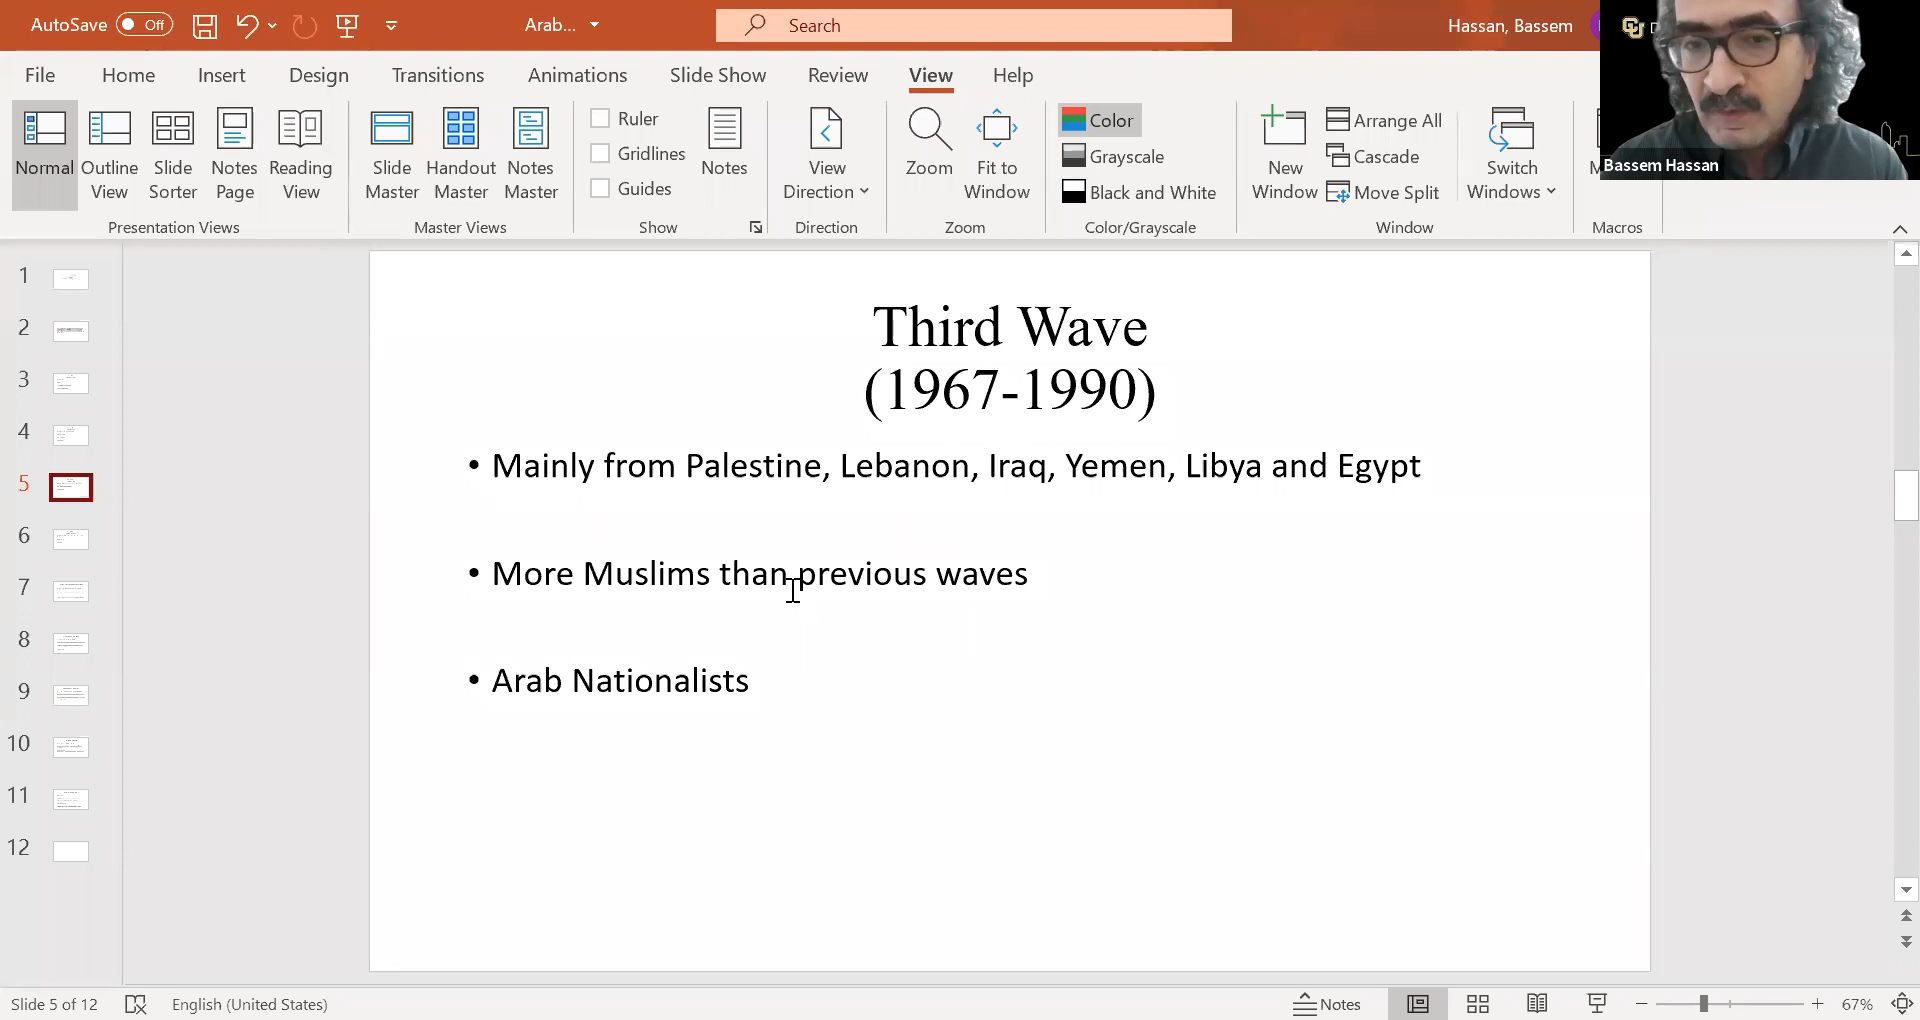 AutoSave Off Arab... Search Hassan, Bassem
File Home Insert Design Transitions Animations Slide Show Review View Help
Normal
Outline View
Slide Sorter
Notes Page
Reading View
Presentation Views
Slide Master
Handout Master
Notes Master
Master Views
Ruler
Gridlines
Guides
Show
Notes
View Direction
Direction
Zoom
Fit to Window
Zoom
Color
Grayscale
Black and White
Color/Grayscale
New Window
Arrange All
Cascade
Move Split
Switch Windows
Window
Macros
Bassem Hassan
1
2
3
4
5
6
7
8
9
10
11
12
Third Wave
(1967-1990)
• Mainly from Palestine, Lebanon, Iraq, Yemen, Libya and Egypt
• More Muslims than previous waves
• Arab Nationalists
Slide 5 of 12 English (United States) Notes 67%